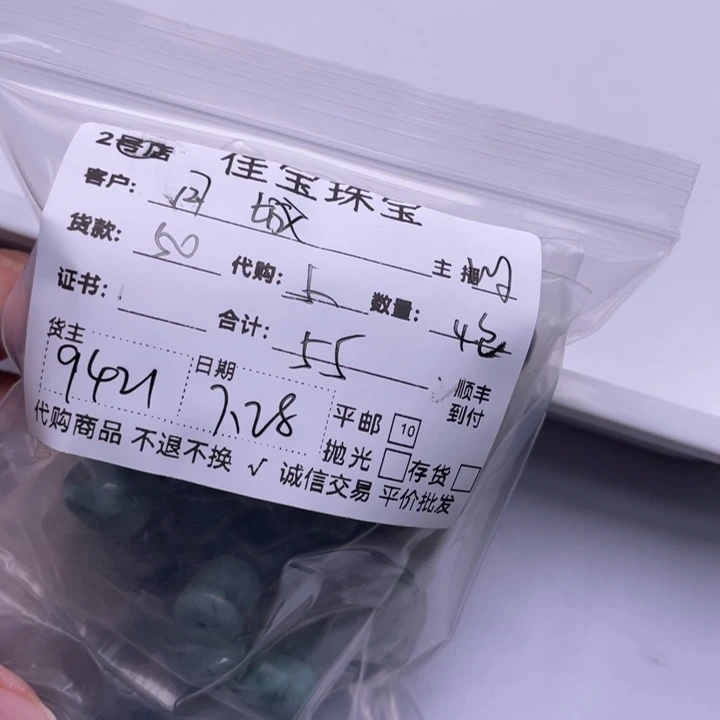 2号店 佳宝珠宝
客户:
货款: 50 代购: 5 主播
证书: 合计: 55 数量: 4包
货主 9421 日期 7.28 平邮 10 顺丰到付
抛光 存货
代购商品 不退不换 √ 诚信交易 平价批发